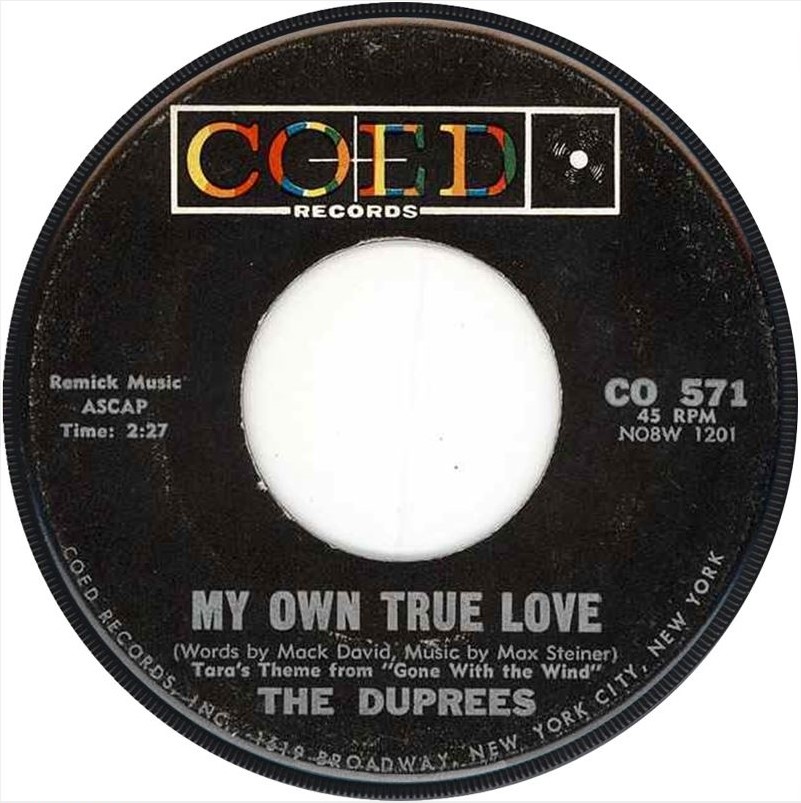 COED
RECORDS
Remick Music
ASCAP
Time: 2:27
CO 571
45 RPM
NO8W 1201
MY OWN TRUE LOVE
(Words by Mack David, Music by Max Steiner)
Tara's Theme from "Gone With the Wind"
THE DUPREES
COED RECORDS, INC., 1619 BROADWAY, NEW YORK CITY, NEW YORK